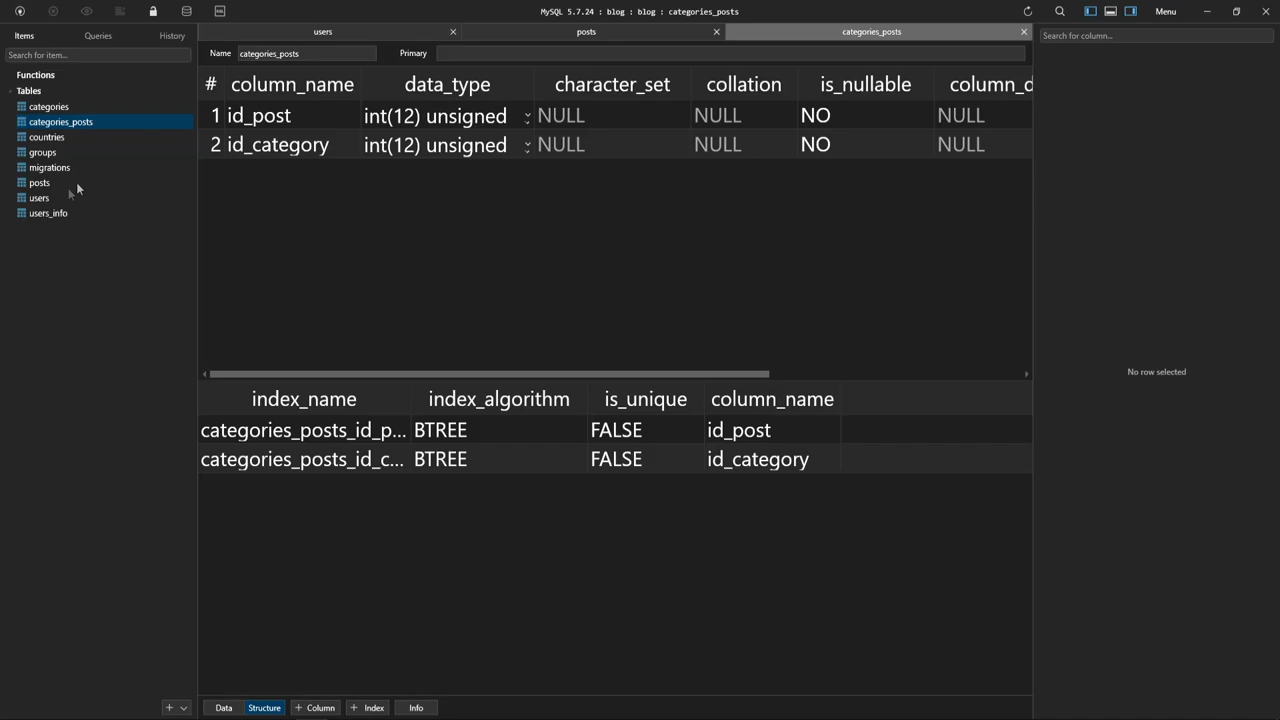 MySQL 5.7.24 : blog : blog : categories_posts
Menu
Items
Queries
History
users
posts
categories_posts
Search for column...
Search for item...
Name
categories_posts
Primary
Functions
Tables
categories
categories_posts
countries
groups
migrations
posts
users
users_info
# column_name data_type character_set collation is_nullable column_d
1 id_post int(12) unsigned NULL NULL NO NULL
2 id_category int(12) unsigned NULL NULL NO NULL
No row selected
index_name index_algorithm is_unique column_name
categories_posts_id_p... BTREE FALSE id_post
categories_posts_id_c... BTREE FALSE id_category
+ Data Structure + Column + Index Info